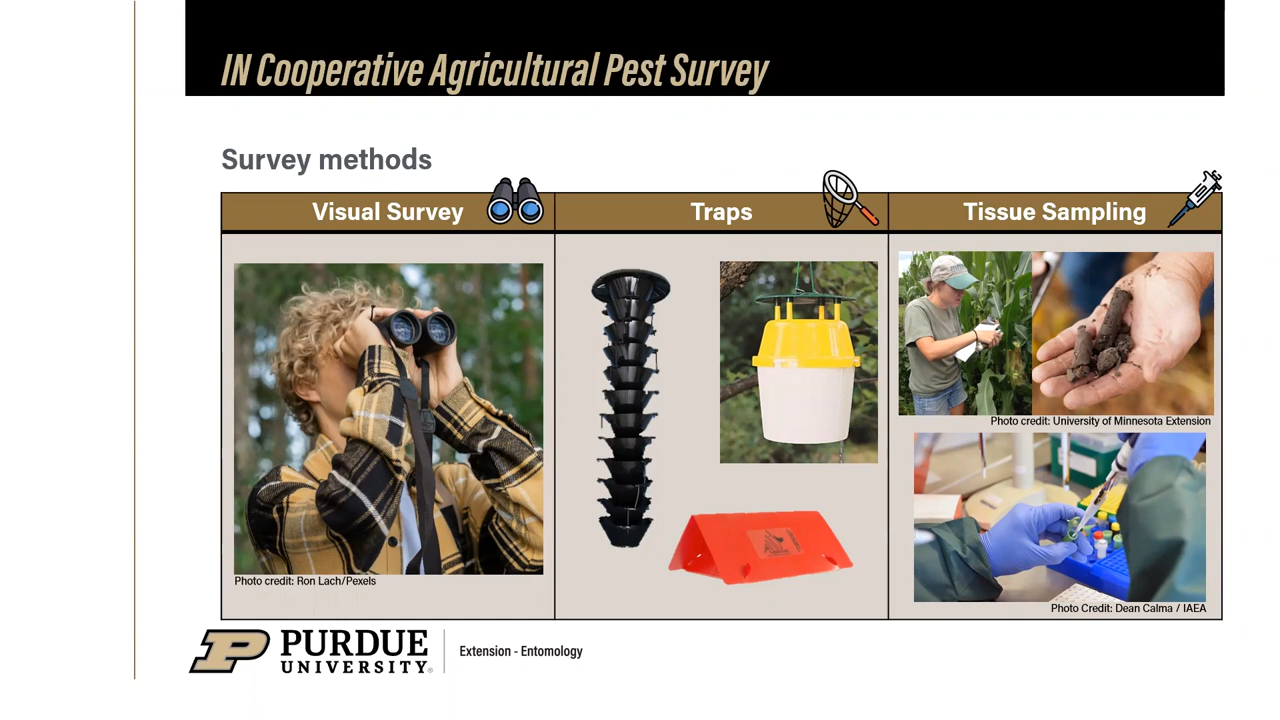 IN Cooperative Agricultural Pest Survey
Survey methods
Visual Survey
Traps
Tissue Sampling
Photo credit: Ron Lach/Pexels
Photo credit: University of Minnesota Extension
Photo Credit: Dean Calma / IAEA
P PURDUE
UNIVERSITY®
Extension - Entomology